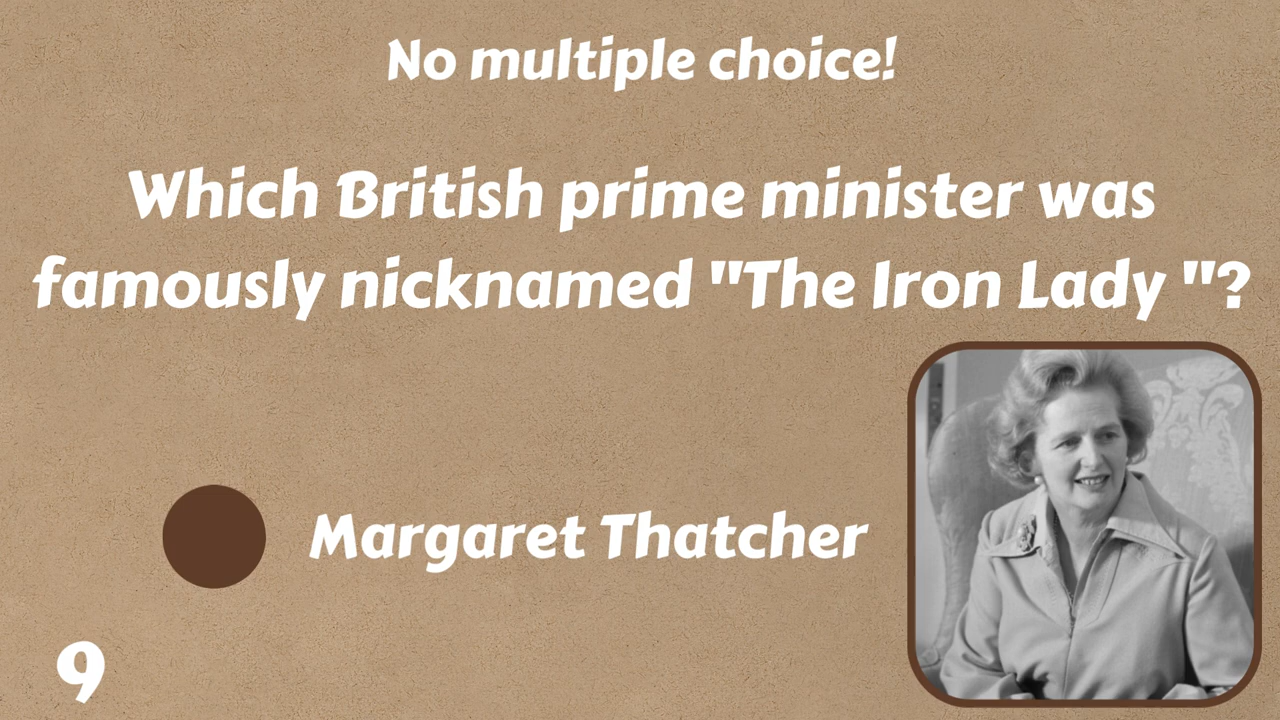 No multiple choice!
Which British prime minister was
famously nicknamed "The Iron Lady "?
Margaret Thatcher
9